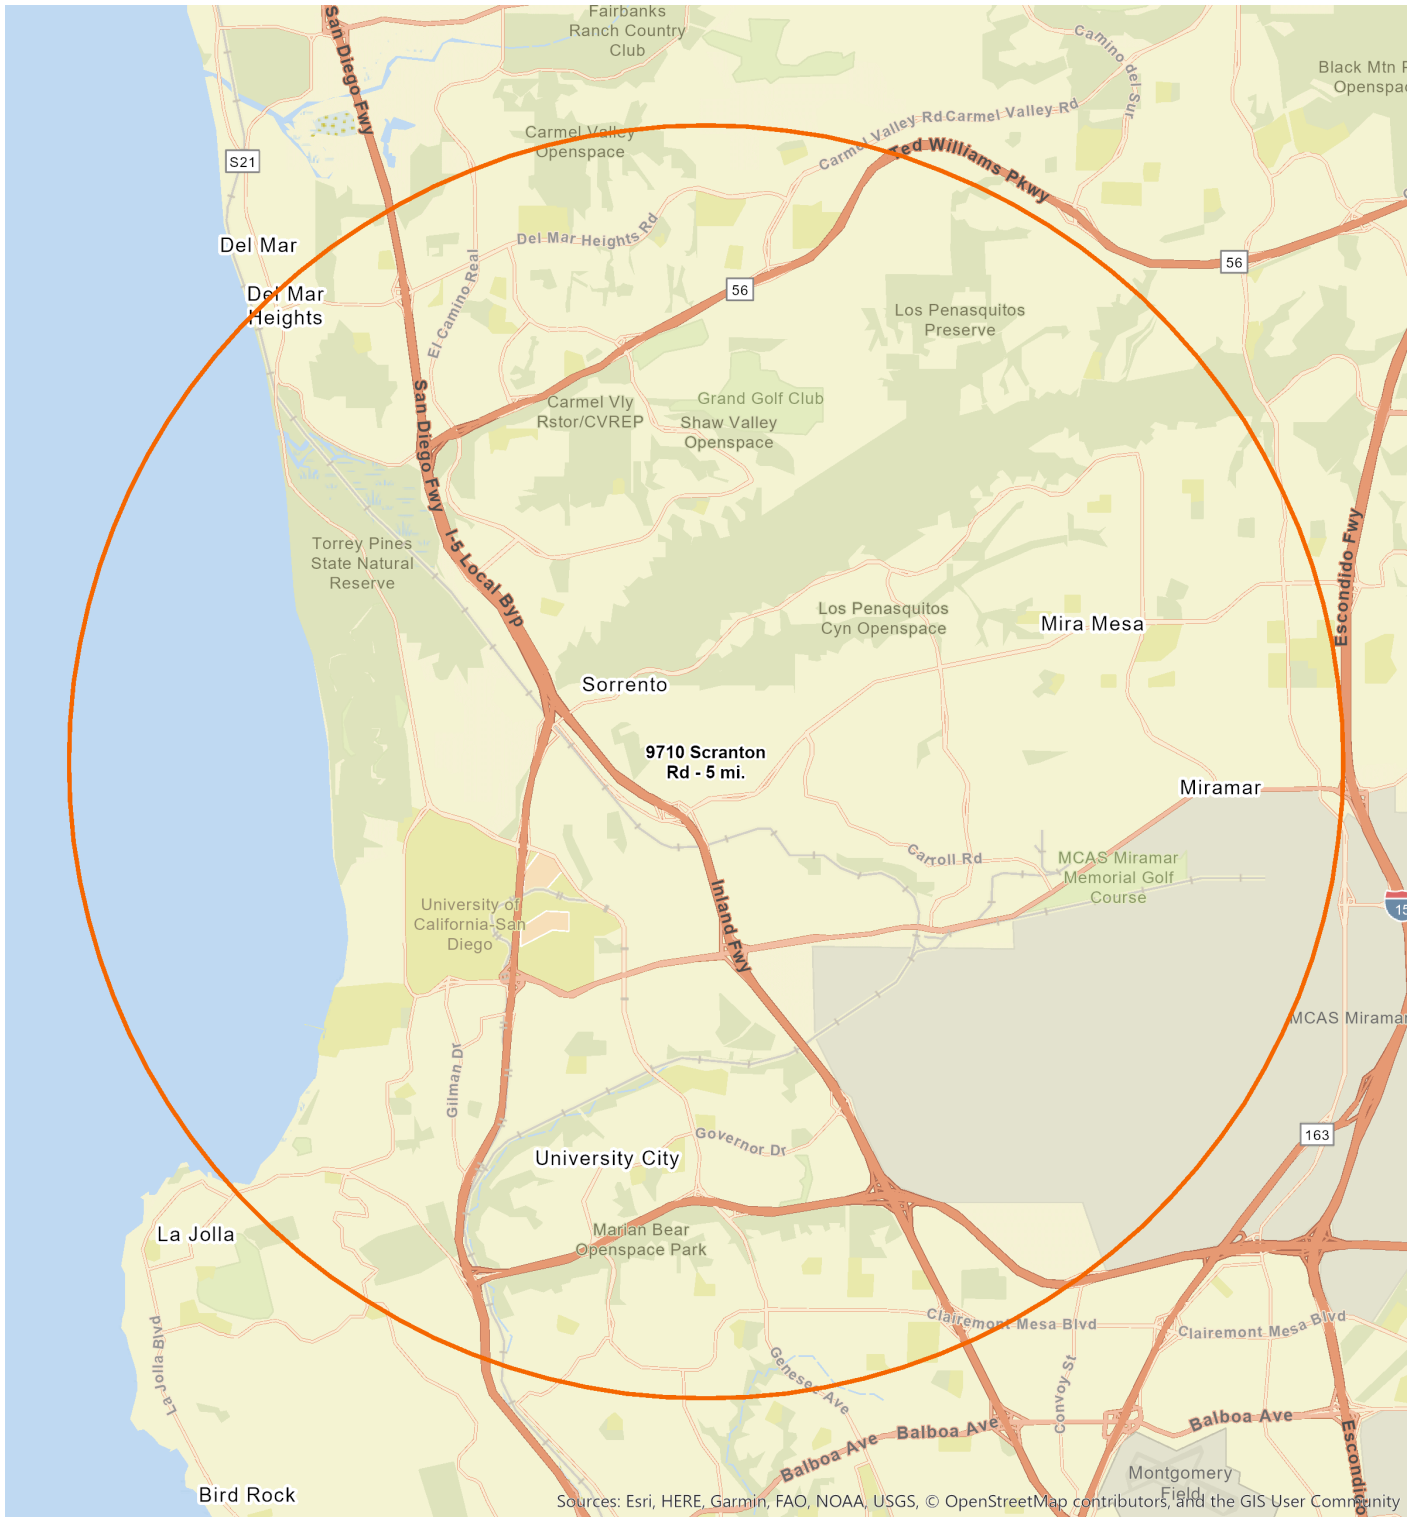 San Diego Fwy
Fairbanks
Ranch Country
Club
Camino del Sur
Black Mtn
Openspac
Carmel Valley
Openspace
Carmel Valley Rd
Carmel Valley Rd
S21
Ted Williams Pkwy
Del Mar
Del Mar Heights Rd
El Camino Real
56
56
Del Mar
Heights
Los Penasquitos
Preserve
San Diego Fwy
Carmel Vly
Rstor/CVREP
Grand Golf Club
Shaw Valley
Openspace
I-5 Local Byp
Torrey Pines
State Natural
Reserve
Escondido Fwy
Los Penasquitos
Cyn Openspace
Mira Mesa
Sorrento
9710 Scranton
Rd - 5 mi.
Miramar
Carroll Rd
MCAS Miramar
Memorial Golf
Course
Inland Fwy
University of
California-San
Diego
15
MCAS Miramar
Gilman Dr
Governor Dr
163
University City
La Jolla
Marian Bear
Openspace Park
Clairemont Mesa Blvd
Clairemont Mesa Blvd
La Jolla Blvd
Genesee Ave
Convoy St
Balboa Ave
Balboa Ave
Balboa Ave
Escondido
Montgomery
Field
Bird Rock
Sources: Esri, HERE, Garmin, FAO, NOAA, USGS, © OpenStreetMap contributors, and the GIS User Community